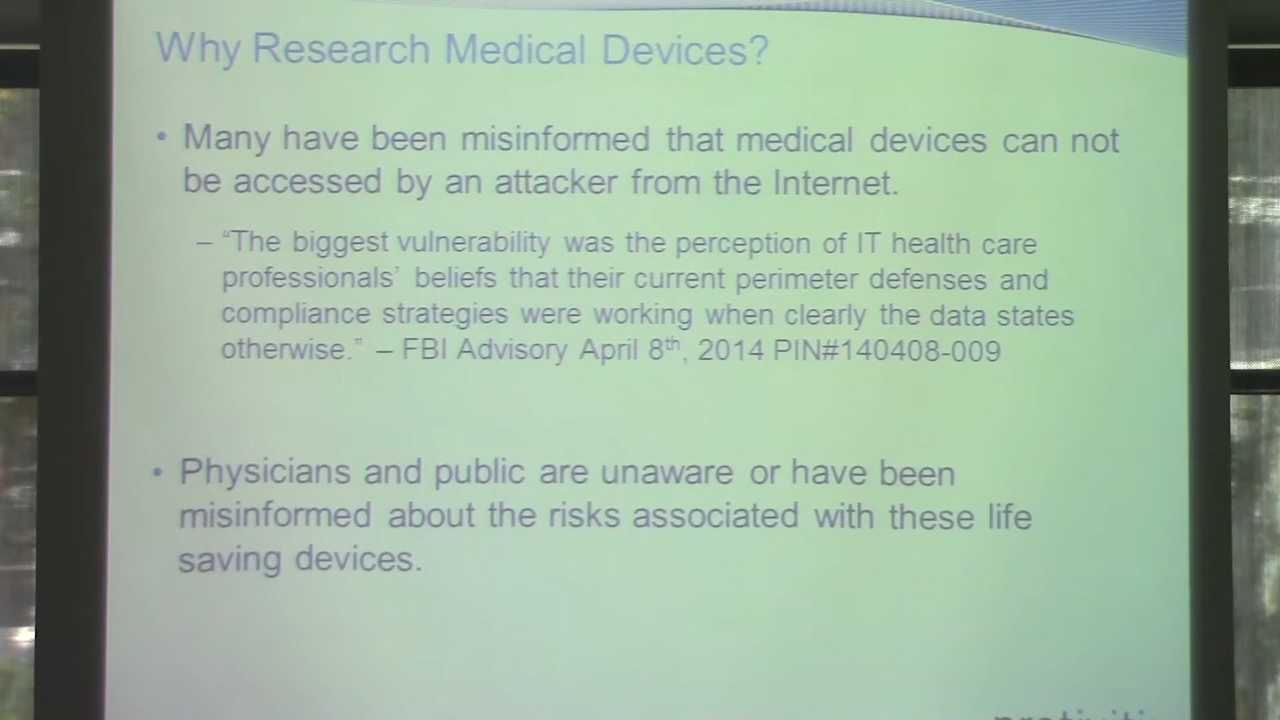 Why Research Medical Devices?
• Many have been misinformed that medical devices can not
be accessed by an attacker from the Internet.
– “The biggest vulnerability was the perception of IT health care
professionals’ beliefs that their current perimeter defenses and
compliance strategies were working when clearly the data states
otherwise.” – FBI Advisory April 8th, 2014 PIN#140408-009
• Physicians and public are unaware or have been
misinformed about the risks associated with these life
saving devices.